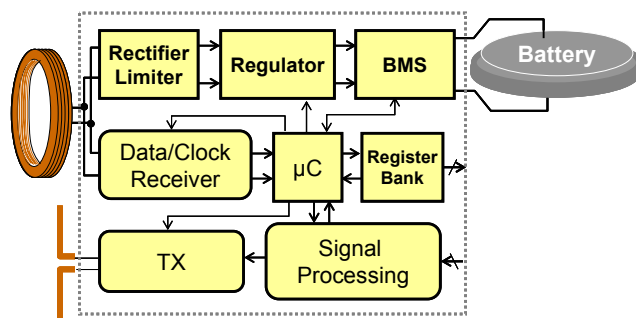 Rectifier
Limiter
Regulator
BMS
Battery
Data/Clock
Receiver
µC
Register
Bank
TX
Signal
Processing